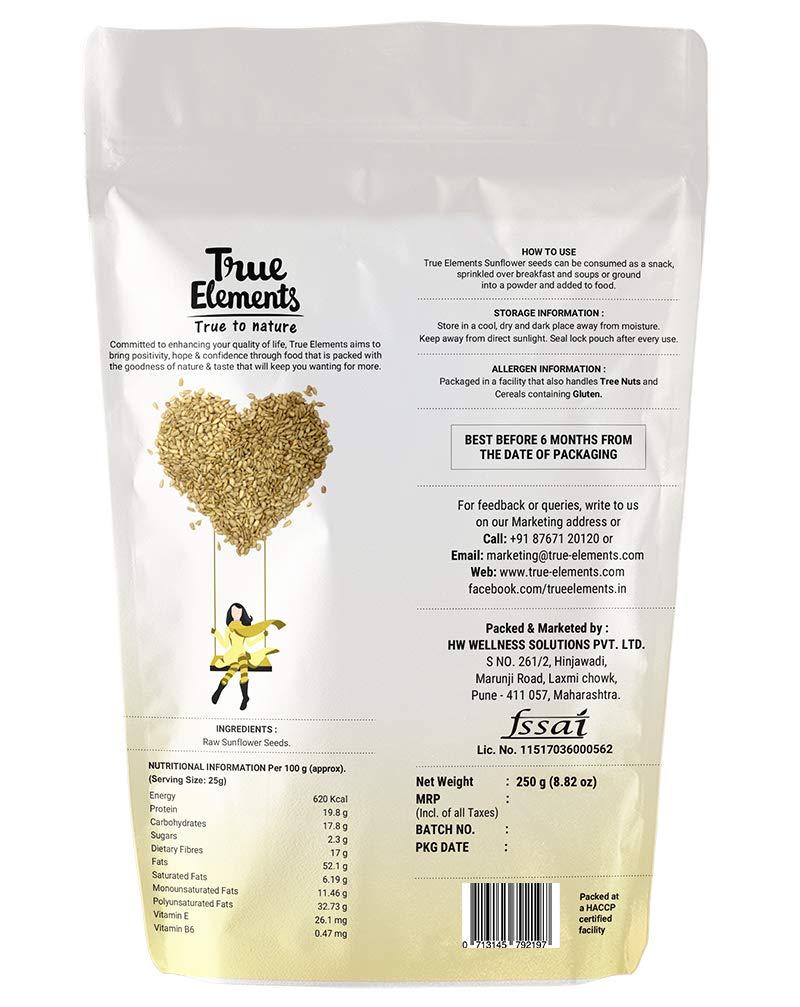 True
Elements
True to nature
Committed to enhancing your quality of life, True Elements aims to
bring positivity, hope & confidence through food that is packed with
the goodness of nature & taste that will keep you wanting for more.
INGREDIENTS :
Raw Sunflower Seeds.
NUTRITIONAL INFORMATION Per 100 g (approx).
(Serving Size: 25g)
Energy 620 Kcal
Protein 19.8 g
Carbohydrates 17.8 g
Sugars 2.3 g
Dietary Fibres 17 g
Fats 52.1 g
Saturated Fats 6.19 g
Monounsaturated Fats 11.46 g
Polyunsaturated Fats 32.73 g
Vitamin E 26.1 mg
Vitamin B6 0.47 mg
HOW TO USE
True Elements Sunflower seeds can be consumed as a snack,
sprinkled over breakfast and soups or ground
into a powder and added to food.
STORAGE INFORMATION :
Store in a cool, dry and dark place away from moisture.
Keep away from direct sunlight. Seal lock pouch after every use.
ALLERGEN INFORMATION :
Packaged in a facility that also handles Tree Nuts and
Cereals containing Gluten.
BEST BEFORE 6 MONTHS FROM
THE DATE OF PACKAGING
For feedback or queries, write to us
on our Marketing address or
Call: +91 87671 20120 or
Email: marketing@true-elements.com
Web: www.true-elements.com
facebook.com/trueelements.in
Packed & Marketed by :
HW WELLNESS SOLUTIONS PVT. LTD.
S NO. 261/2, Hinjawadi,
Marunji Road, Laxmi chowk,
Pune - 411 057, Maharashtra.
fssai
Lic. No. 11517036000562
Net Weight : 250 g (8.82 oz)
MRP :
(Incl. of all Taxes)
BATCH NO. :
PKG DATE :
0 713145 792197
Packed at
a HACCP
certified
facility